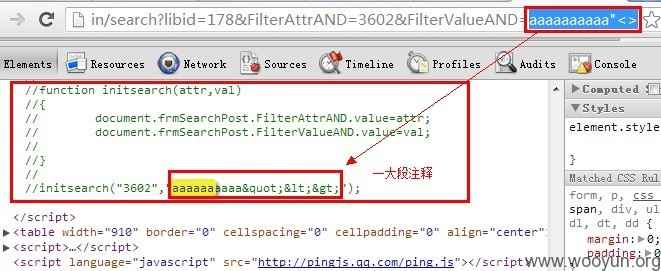 in/search?libid=178&FilterAttrAND=3602&FilterValueAND=aaaaaaaaaa"<>
Elements Resources Network Sources Timeline Profiles Audits Console
//
//function initsearch(attr,val)
//{
// document.frmSearchPost.FilterAttrAND.value=attr;
// document.frmSearchPost.FilterValueAND.value=val;
//
//}
//
//initsearch("3602","aaaaaaaaaa&quot;&lt;&gt;");
一大段注释
</script>
<table width="910" border="0" cellspacing="0" cellpadding="0" align="center"
<script>…</script>
<script language="javascript" src="http://pingjs.qq.com/ping.js"></script>
Computed
Styles
element.style
}
Matched CSS Rul
form, p, css
span, div, ul
dl, dt, dd {
margin: 0;
padding: 0;
www.wooyun.org